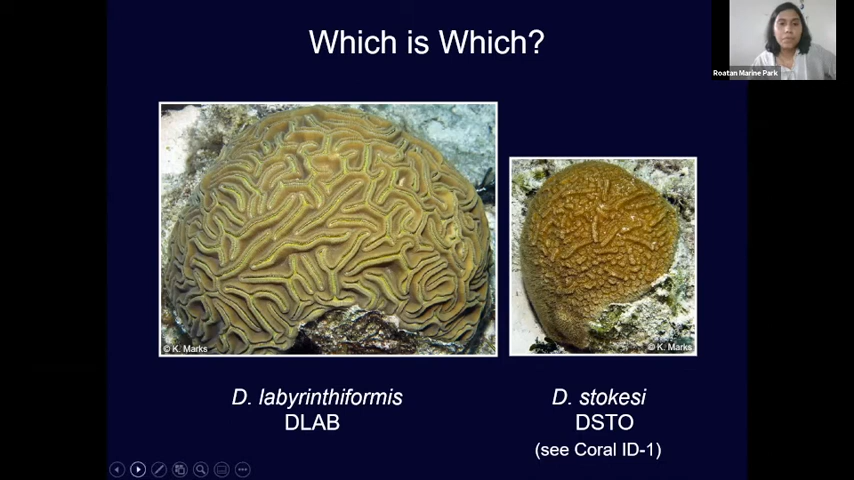 Which is Which?
Roatan Marine Park
© K. Marks
© K. Marks
D. labyrinthiformis
DLAB
D. stokesi
DSTO
(see Coral ID-1)